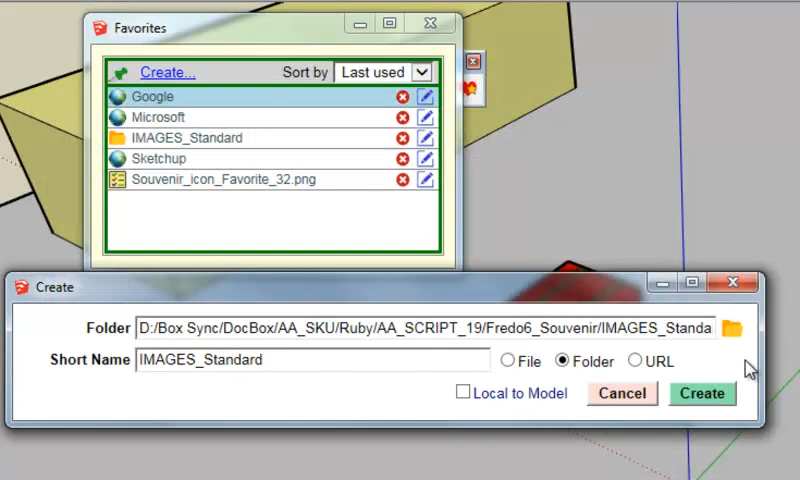 Favorites
Create... Sort by Last used
Google
Microsoft
IMAGES_Standard
Sketchup
Souvenir_icon_Favorite_32.png
Create
Folder D:/Box Sync/DocBox/AA_SKU/Ruby/AA_SCRIPT_19/Fredo6_Souvenir/IMAGES_Standa
Short Name IMAGES_Standard File Folder URL
Local to Model Cancel Create